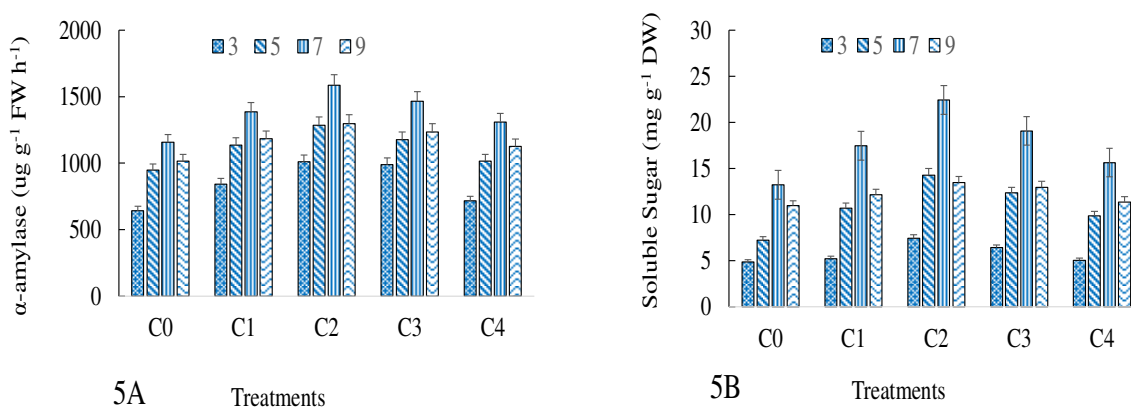 α-amylase (ug g-1 FW h-1)
2000
1500
1000
500
0
3 5 7 9
C0 C1 C2 C3 C4
5A Treatments
Soluble Sugar (mg g-1 DW)
30
25
20
15
10
5
0
3 5 7 9
C0 C1 C2 C3 C4
5B Treatments